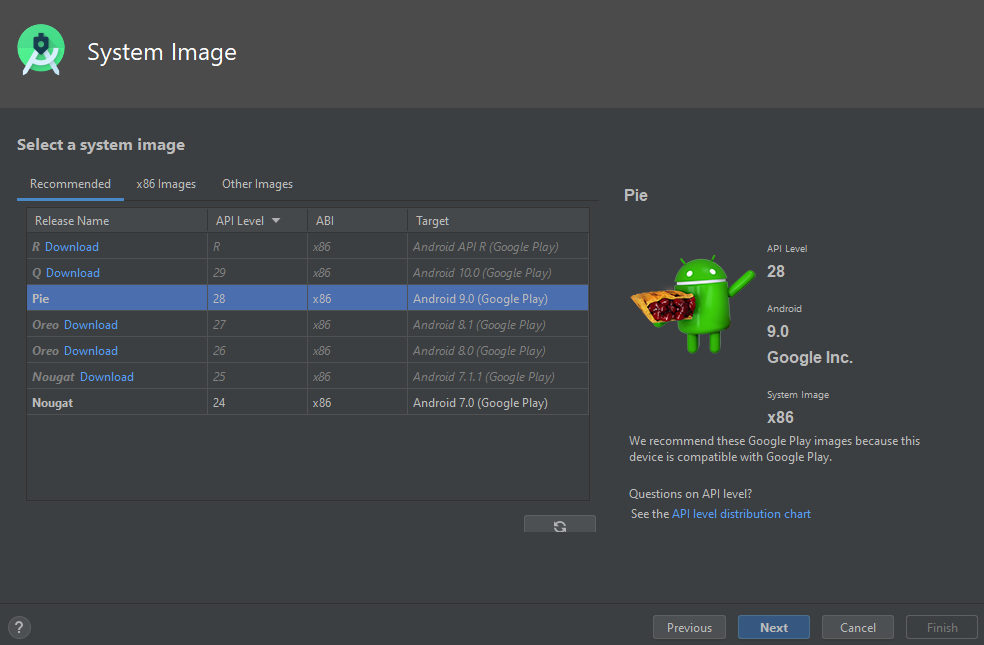 System Image
Select a system image
Recommended x86 Images Other Images
Release Name API Level ABI Target
R Download R x86 Android API R (Google Play)
Q Download 29 x86 Android 10.0 (Google Play)
Pie 28 x86 Android 9.0 (Google Play)
Oreo Download 27 x86 Android 8.1 (Google Play)
Oreo Download 26 x86 Android 8.0 (Google Play)
Nougat Download 25 x86 Android 7.1.1 (Google Play)
Nougat 24 x86 Android 7.0 (Google Play)
Pie
API Level
28
Android
9.0
Google Inc.
System Image
x86
We recommend these Google Play images because this
device is compatible with Google Play.
Questions on API level?
See the API level distribution chart
? Previous Next Cancel Finish